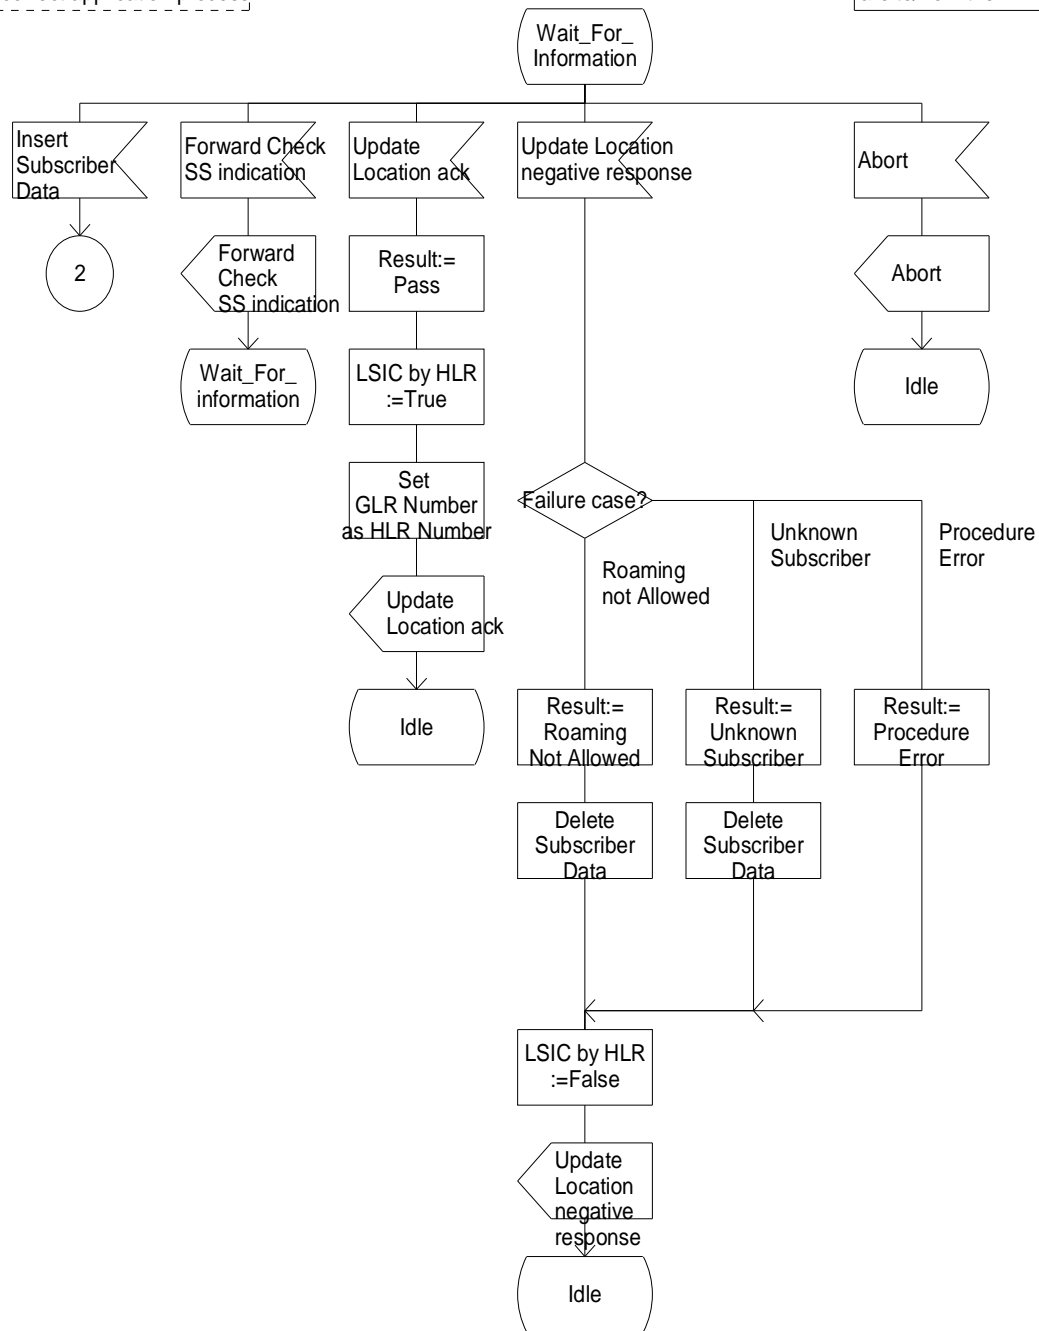 Wait_For_
Information
Insert
Subscriber
Data
Forward Check
SS indication
Update
Location ack
Update Location
negative response
Abort
2
Forward
Check
SS indication
Result:=
Pass
Abort
Wait_For_
information
LSIC by HLR
:=True
Idle
Set
GLR Number
as HLR Number
Failure case?
Unknown
Subscriber
Procedure
Error
Roaming
not Allowed
Update
Location ack
Idle
Result:=
Roaming
Not Allowed
Result:=
Unknown
Subscriber
Result:=
Procedure
Error
Delete
Subscriber
Data
Delete
Subscriber
Data
LSIC by HLR
:=False
Update
Location
negative
response
Idle